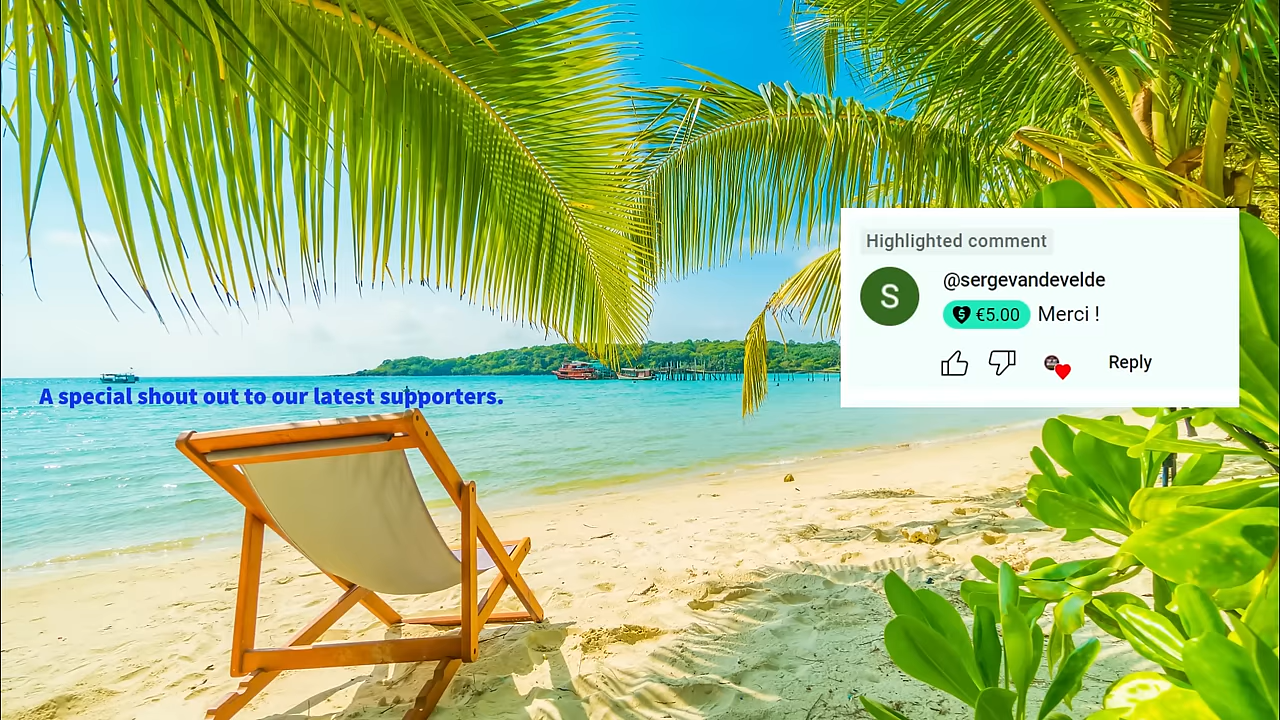 Highlighted comment
S
@sergevandevelde
€5.00 Merci !
Reply
A special shout out to our latest supporters.